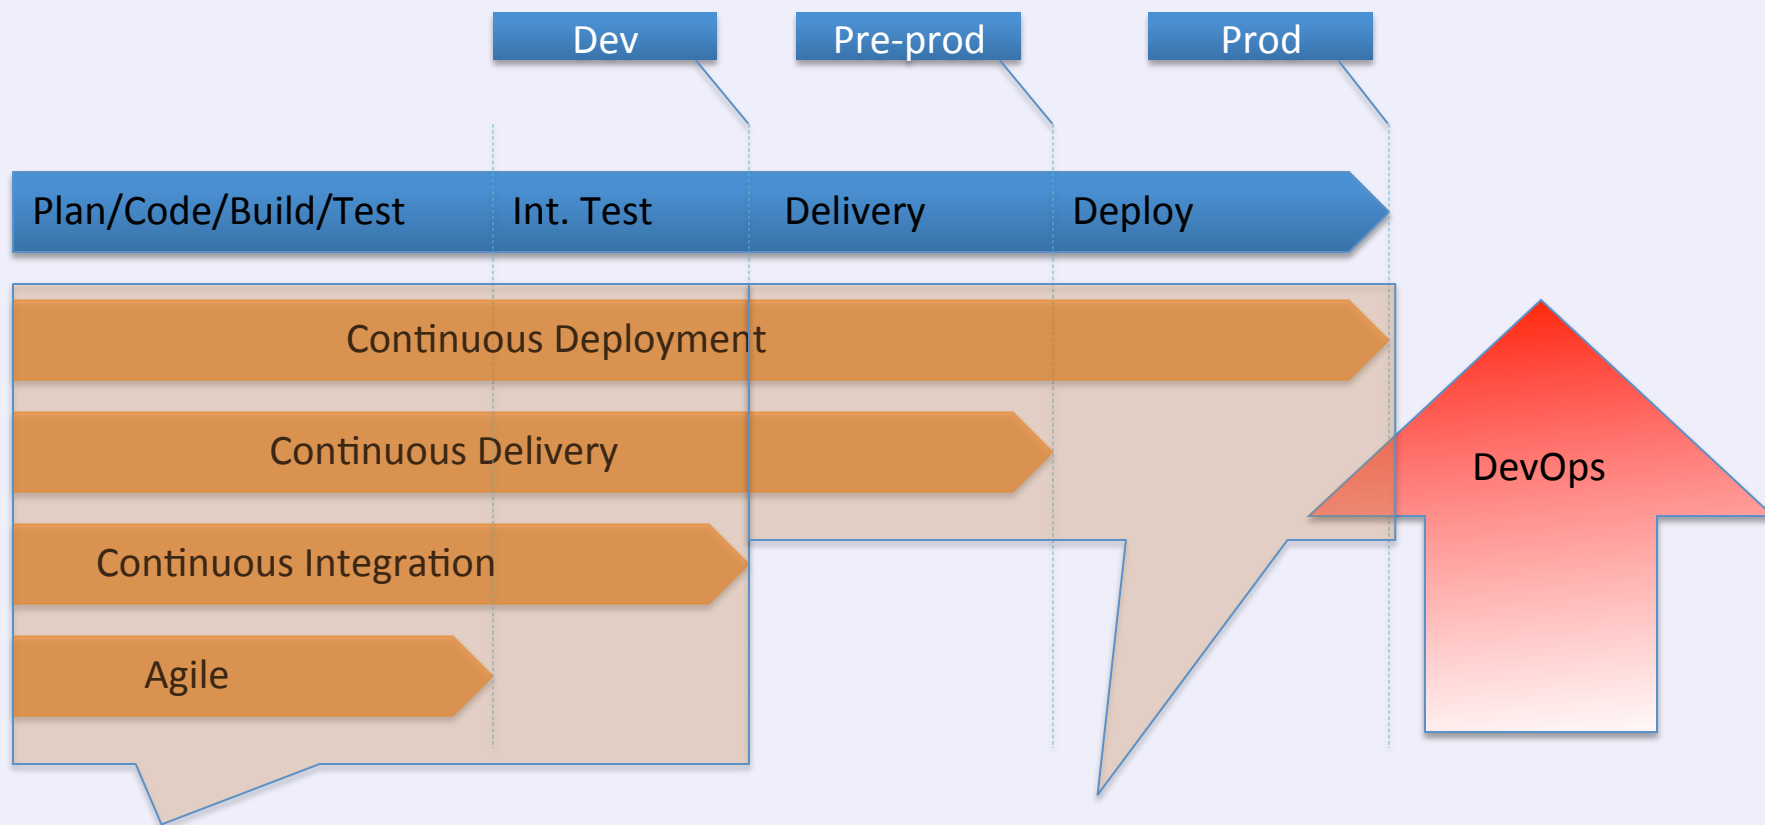 Dev
Pre-prod
Prod
Plan/Code/Build/Test
Int. Test
Delivery
Deploy
Continuous Deployment
Continuous Delivery
DevOps
Continuous Integration
Agile